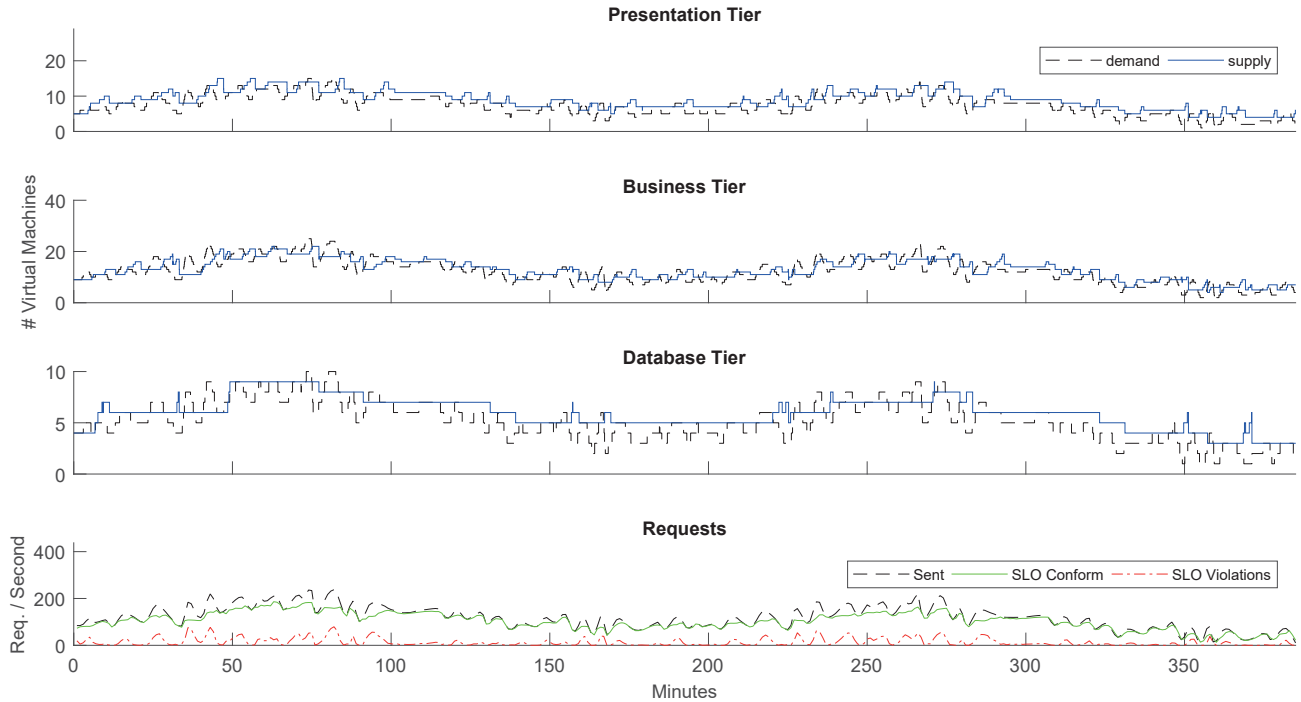 Presentation Tier
20
10
0
demand supply
Business Tier
40
20
0
# Virtual Machines
Database Tier
10
5
0
Requests
400
200
0
Req. / Second
Sent SLO Conform SLO Violations
0 50 100 150 200 250 300 350
Minutes